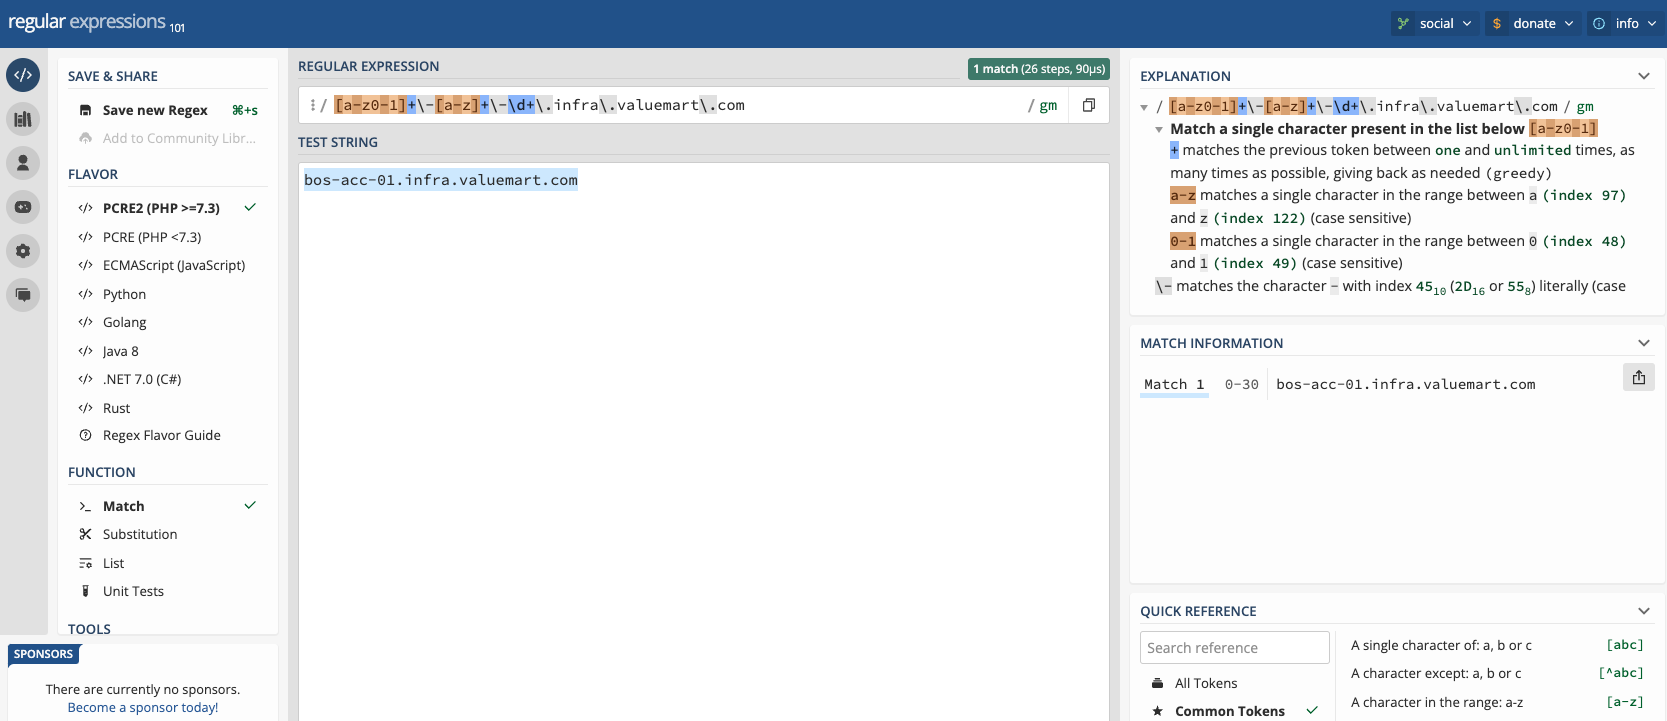 regular expressions 101
social
donate
info
SAVE & SHARE
Save new Regex ⌘+s
Add to Community Libr...
FLAVOR
</> PCRE2 (PHP >=7.3)
</> PCRE (PHP <7.3)
</> ECMAScript (JavaScript)
</> Python
</> Golang
</> Java 8
</> .NET 7.0 (C#)
</> Rust
Regex Flavor Guide
FUNCTION
Match
Substitution
List
Unit Tests
TOOLS
SPONSORS
There are currently no sponsors.
Become a sponsor today!
REGULAR EXPRESSION
1 match (26 steps, 90µs)
/ [a-z0-1]+\-[a-z]+\-\d+\.infra\.valuemart\.com / gm
TEST STRING
bos-acc-01.infra.valuemart.com
EXPLANATION
/ [a-z0-1]+\-[a-z]+\-\d+\.infra\.valuemart\.com / gm
Match a single character present in the list below [a-z0-1]
+ matches the previous token between one and unlimited times, as
many times as possible, giving back as needed (greedy)
a-z matches a single character in the range between a (index 97)
and z (index 122) (case sensitive)
0-1 matches a single character in the range between 0 (index 48)
and 1 (index 49) (case sensitive)
\- matches the character - with index 45₁₀ (2D₁₆ or 55₈) literally (case
MATCH INFORMATION
Match 1 0-30 bos-acc-01.infra.valuemart.com
QUICK REFERENCE
Search reference
All Tokens
Common Tokens
A single character of: a, b or c [abc]
A character except: a, b or c [^abc]
A character in the range: a-z [a-z]